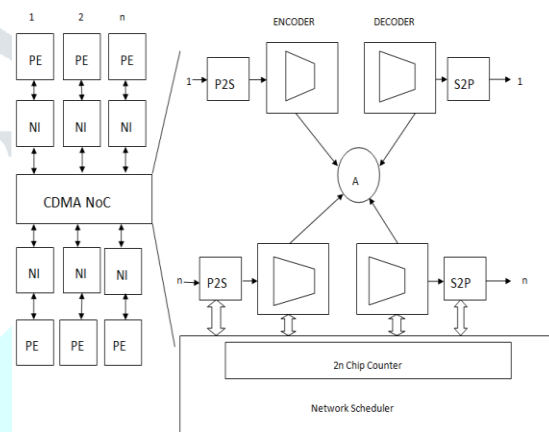 1 2 n
PE PE PE
NI NI NI
CDMA NoC
NI NI NI
PE PE PE
ENCODER DECODER
1 P2S S2P 1
A
n P2S S2P n
2n Chip Counter
Network Scheduler